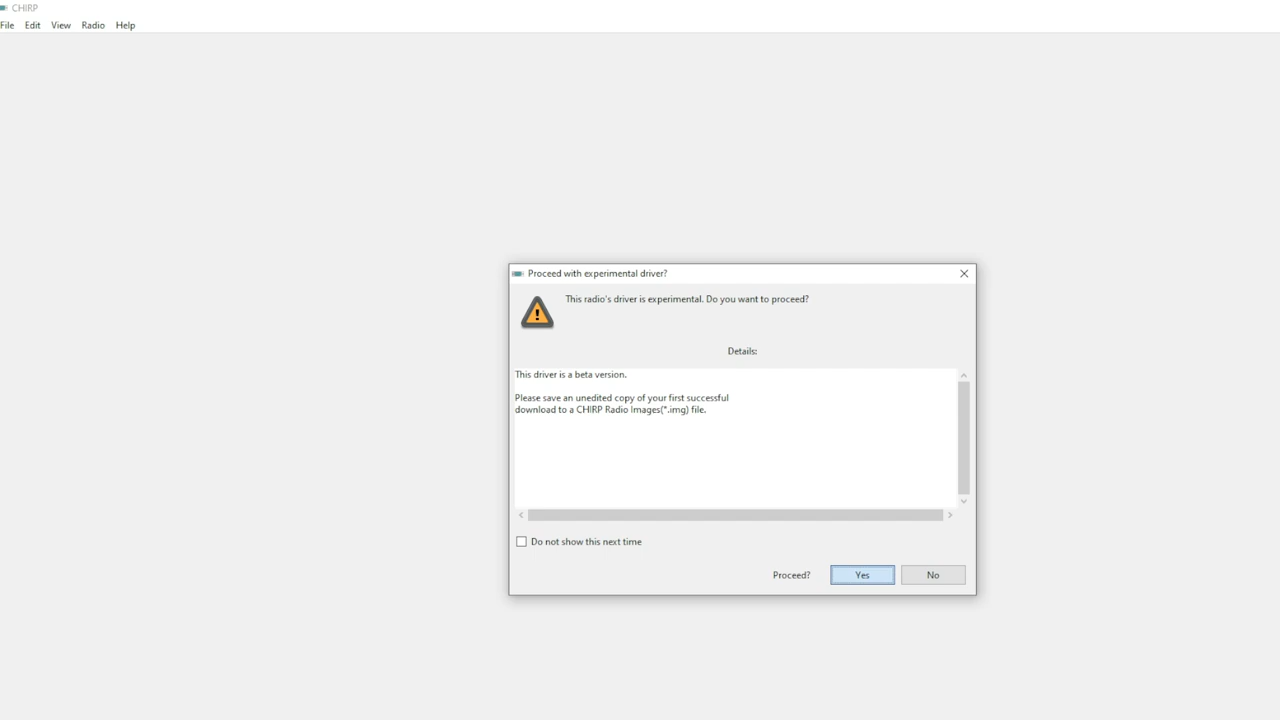 CHIRP
File Edit View Radio Help
Proceed with experimental driver?
This radio's driver is experimental. Do you want to proceed?
Details:
This driver is a beta version.
Please save an unedited copy of your first successful
download to a CHIRP Radio Images(*.img) file.
Do not show this next time
Proceed? Yes No